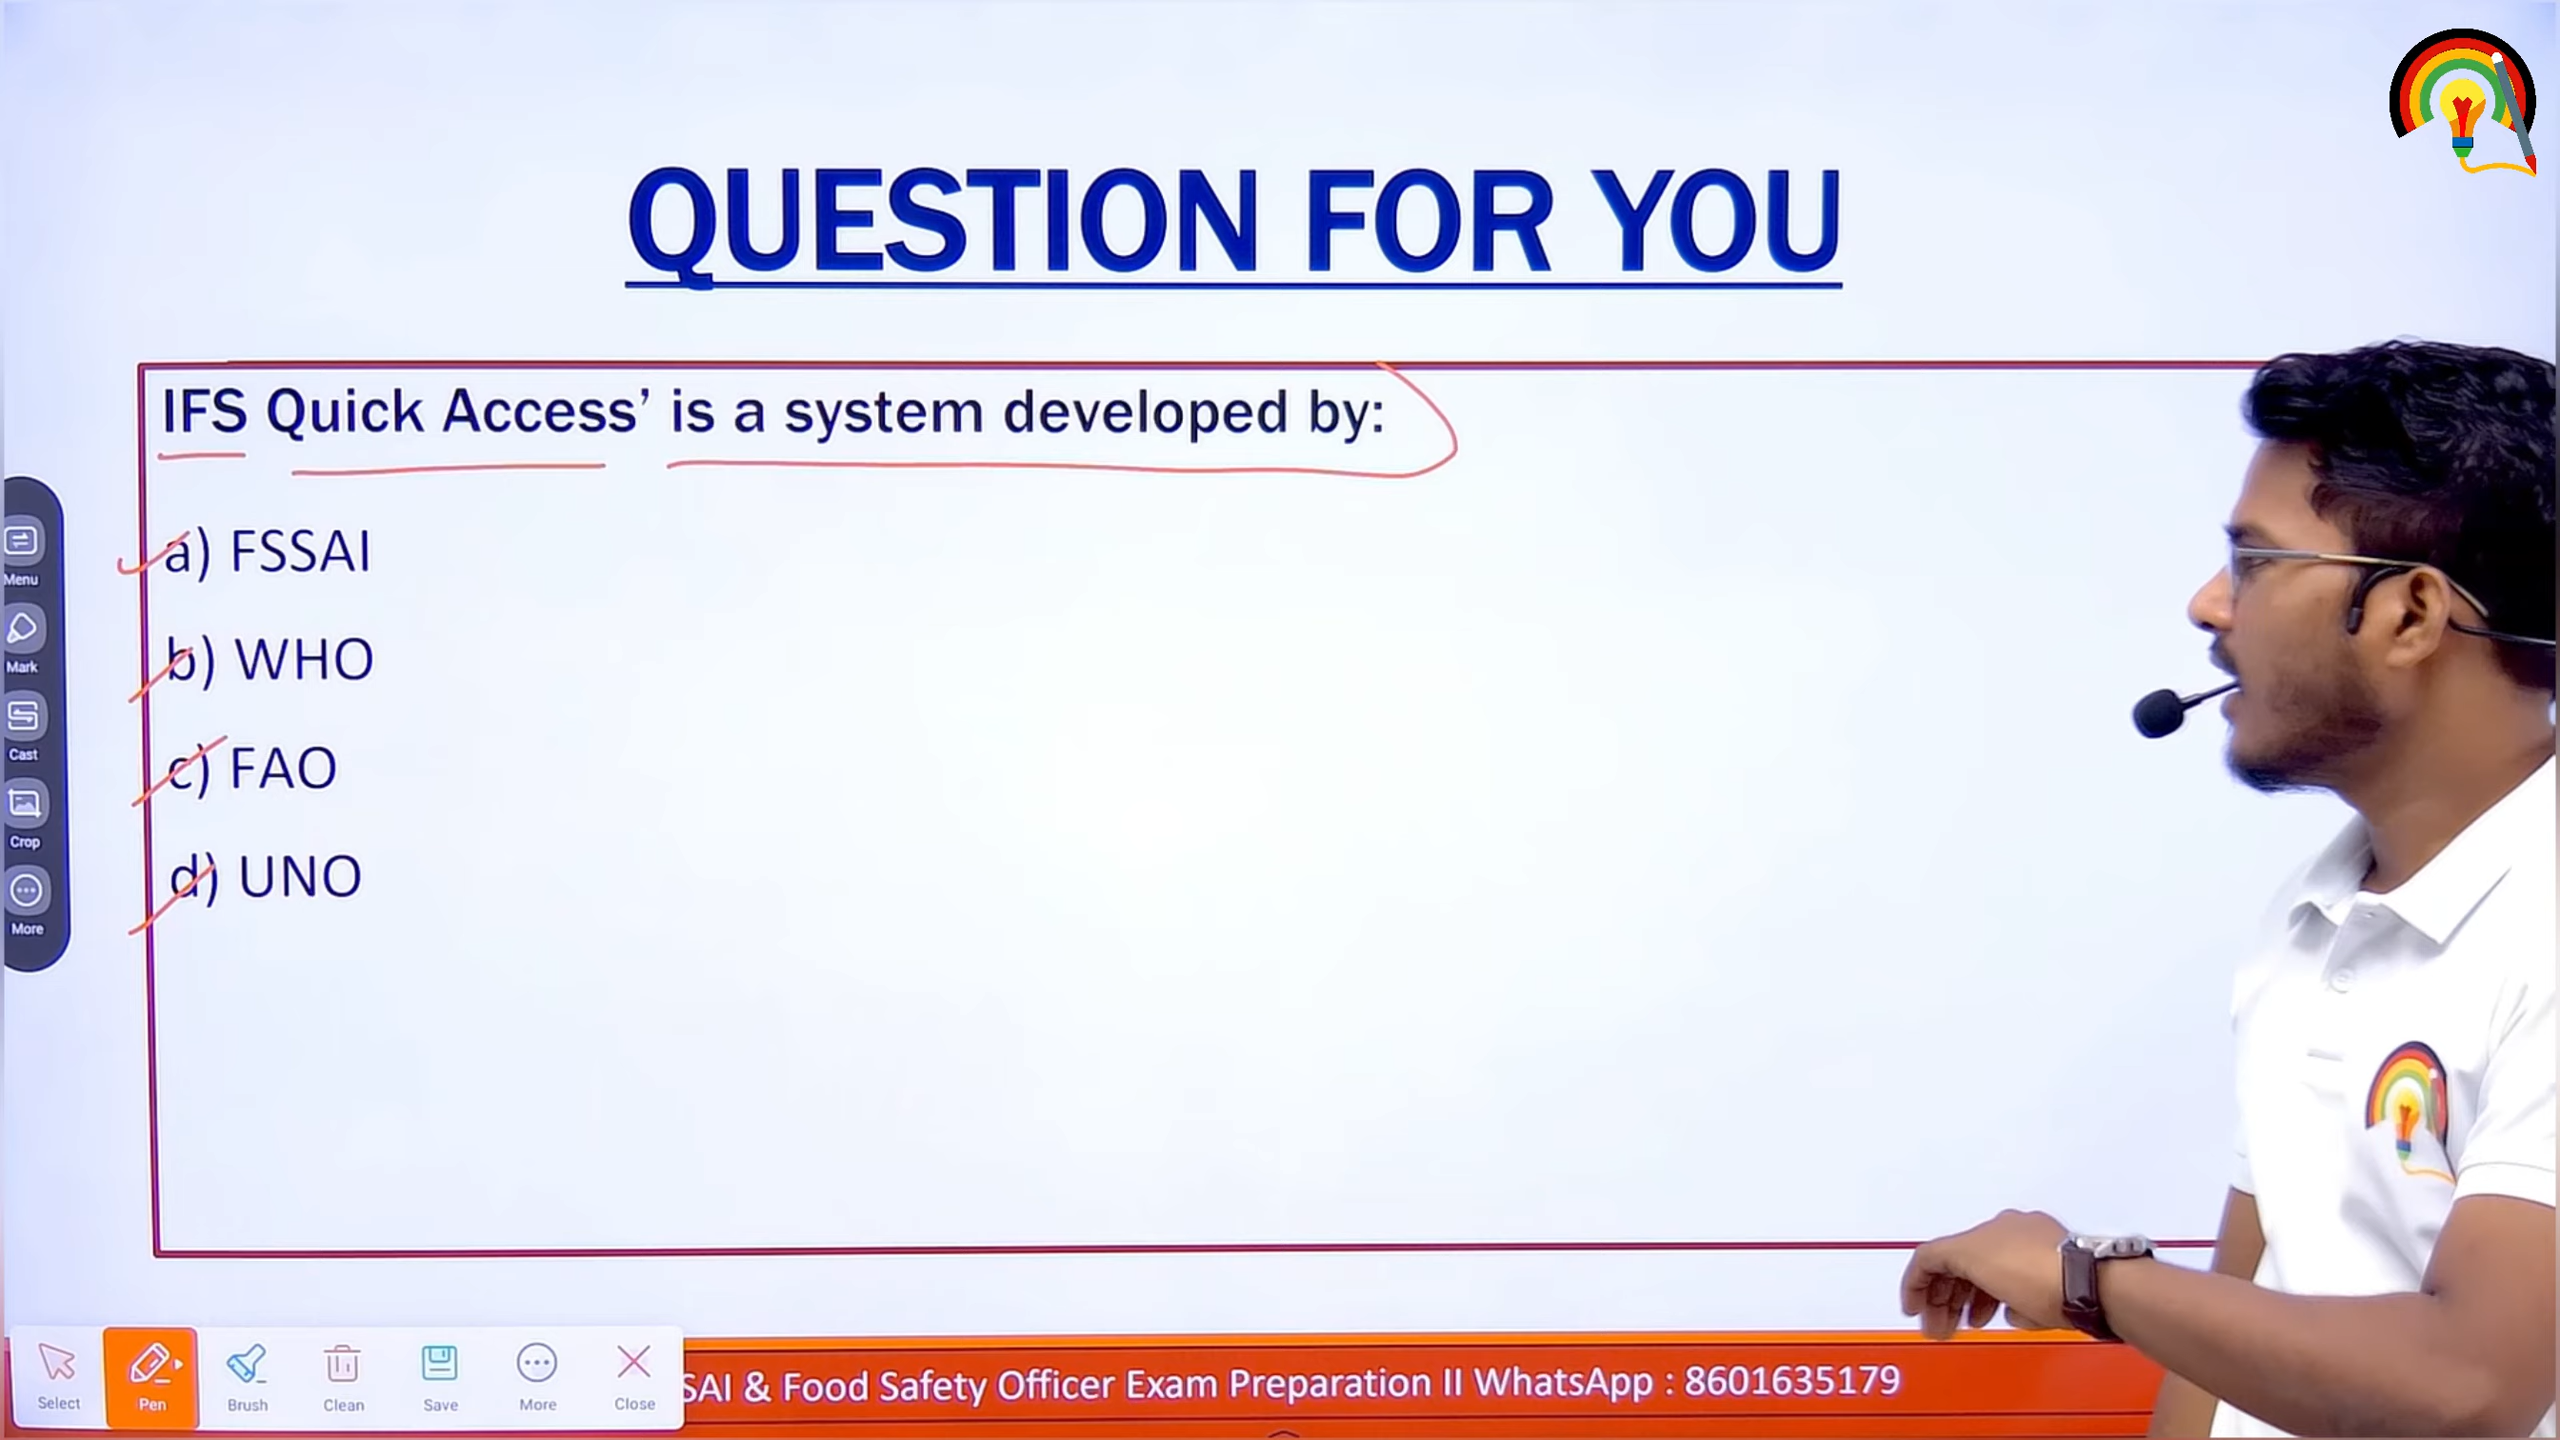 QUESTION FOR YOU
IFS Quick Access’ is a system developed by:
a) FSSAI
b) WHO
c) FAO
d) UNO
Menu
Mark
Cast
Crop
More
Select
Pen
Brush
Clean
Save
More
Close
SAI & Food Safety Officer Exam Preparation II WhatsApp : 8601635179